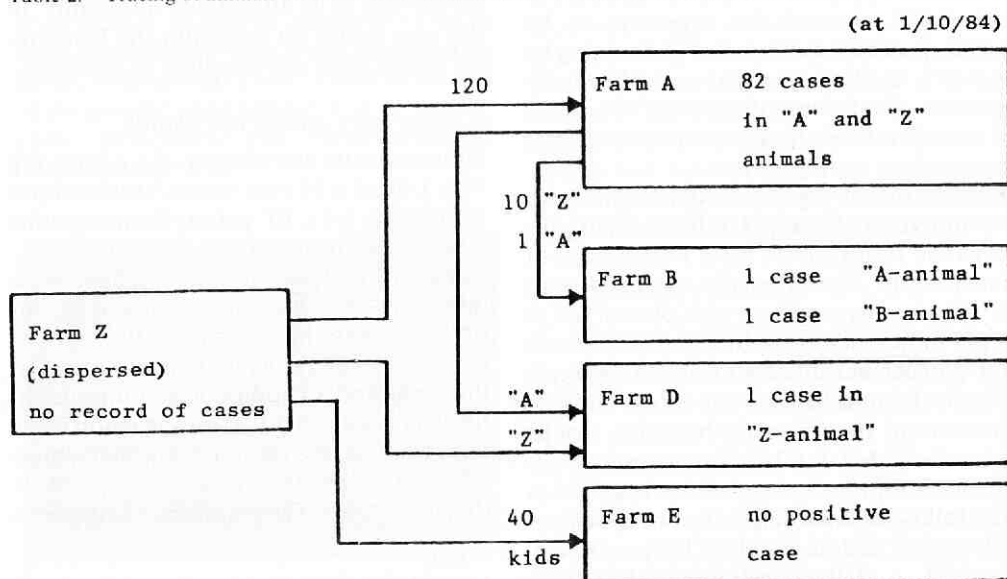 (at 1/10/84)
120
Farm A 82 cases
in "A" and "Z"
animals
10 "Z"
1 "A"
Farm B 1 case "A-animal"
1 case "B-animal"
Farm Z
(dispersed)
no record of cases
"A"
"Z"
Farm D 1 case in
"Z-animal"
40
kids
Farm E no positive
case